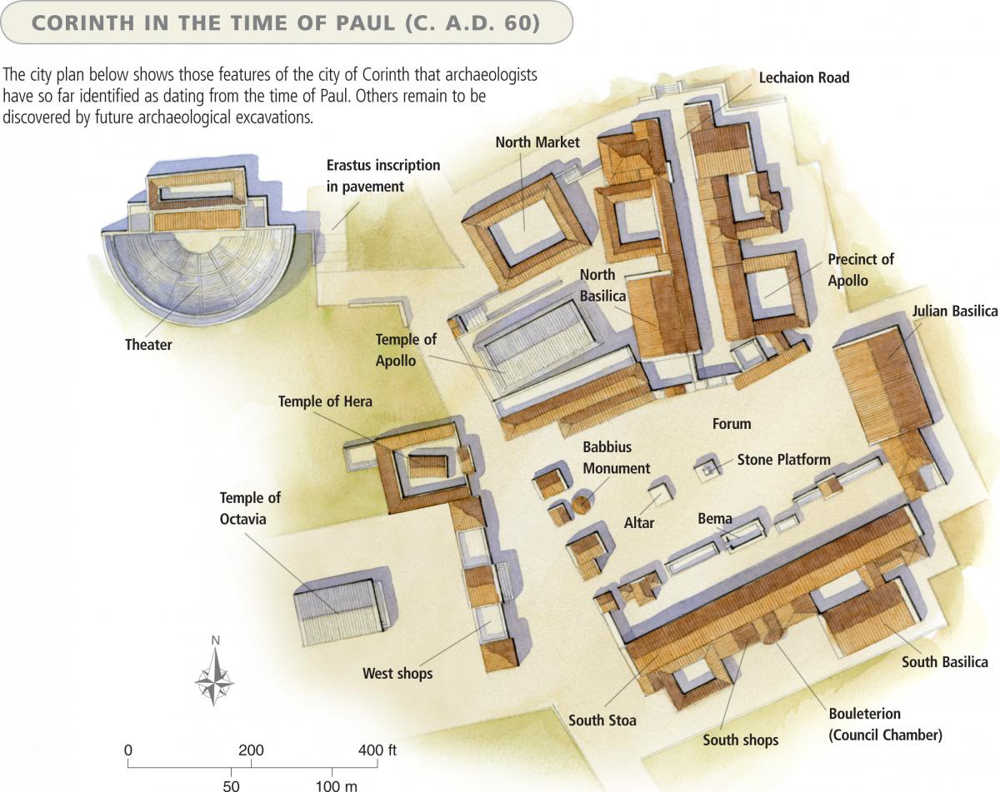 CORINTH IN THE TIME OF PAUL (C. A.D. 60)
The city plan below shows those features of the city of Corinth that archaeologists
have so far identified as dating from the time of Paul. Others remain to be
discovered by future archaeological excavations.
Lechaion Road
North Market
Erastus inscription
in pavement
Precinct of
Apollo
North
Basilica
Julian Basilica
Theater
Temple of
Apollo
Temple of Hera
Forum
Babbius
Monument
Stone Platform
Temple of
Octavia
Altar
Bema
N
West shops
South Basilica
South Stoa
Bouleterion
(Council Chamber)
South shops
0 200 400 ft
50 100 m